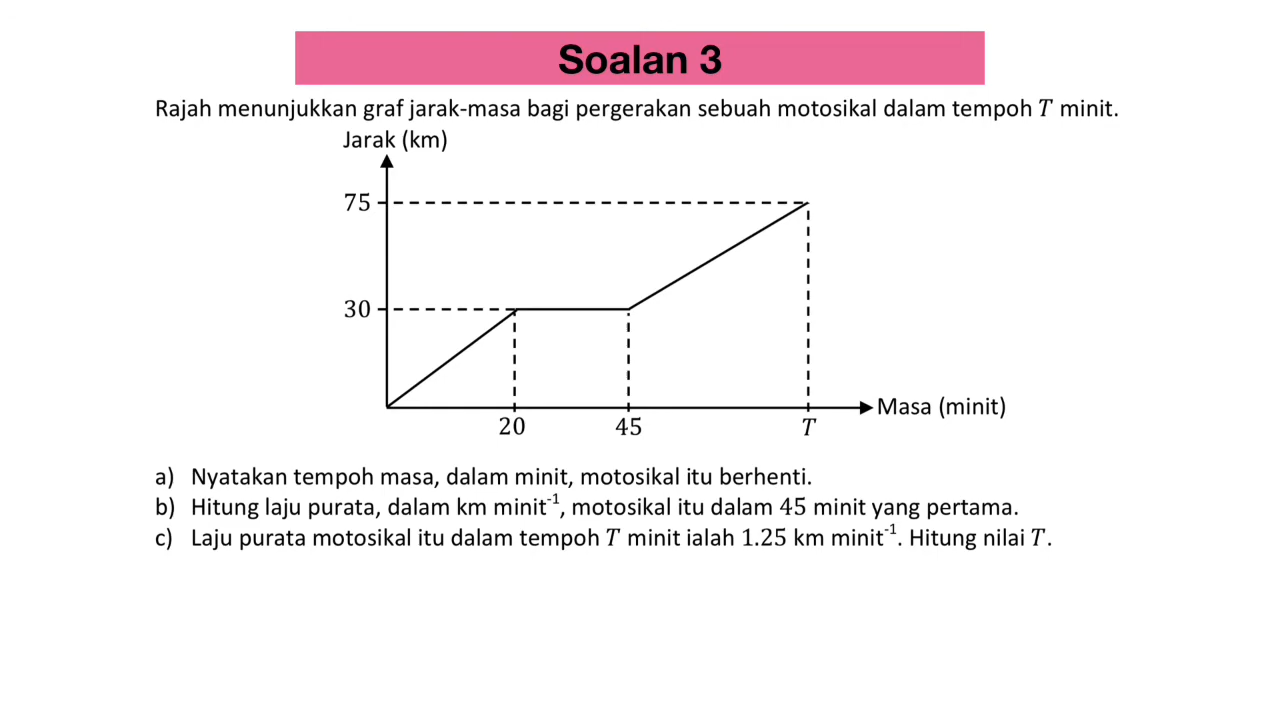 Soalan 3
Rajah menunjukkan graf jarak-masa bagi pergerakan sebuah motosikal dalam tempoh T minit.
Jarak (km)
75
30
Masa (minit)
20 45 T
a) Nyatakan tempoh masa, dalam minit, motosikal itu berhenti.
b) Hitung laju purata, dalam km minit⁻¹, motosikal itu dalam 45 minit yang pertama.
c) Laju purata motosikal itu dalam tempoh T minit ialah 1.25 km minit⁻¹. Hitung nilai T.